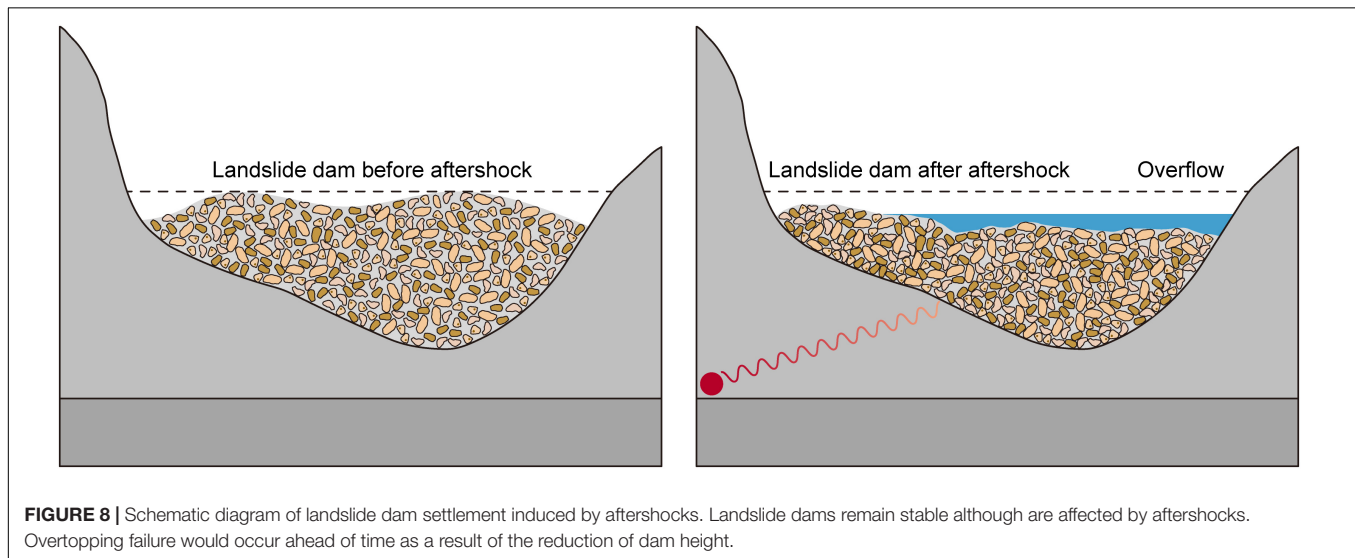 Landslide dam before aftershock
Landslide dam after aftershock
Overflow
FIGURE 8 | Schematic diagram of landslide dam settlement induced by aftershocks. Landslide dams remain stable although are affected by aftershocks.
Overtopping failure would occur ahead of time as a result of the reduction of dam height.